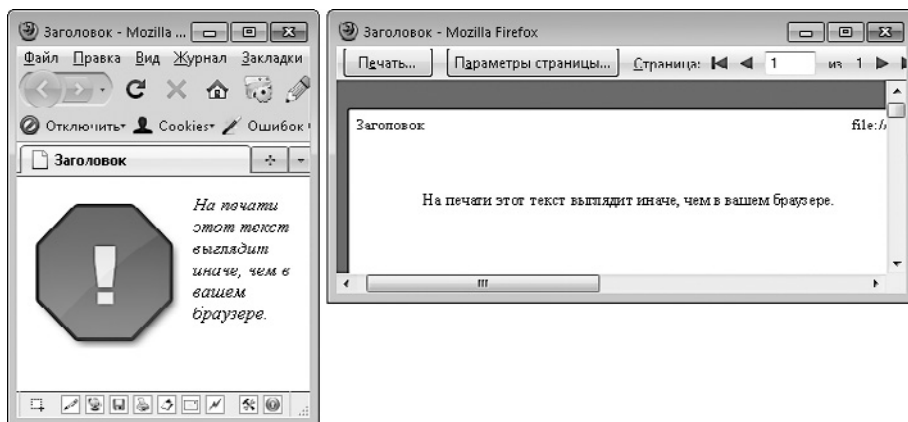 Заголовок - Mozilla ...
Файл Правка Вид Журнал Закладки
Отключить Cookies Ошибок
Заголовок
На печати
этот текст
выглядит
иначе, чем в
вашем
браузере.
Заголовок - Mozilla Firefox
Печать... Параметры страницы... Страница: 1 из 1
Заголовок file:/
На печати этот текст выглядит иначе, чем в вашем браузере.